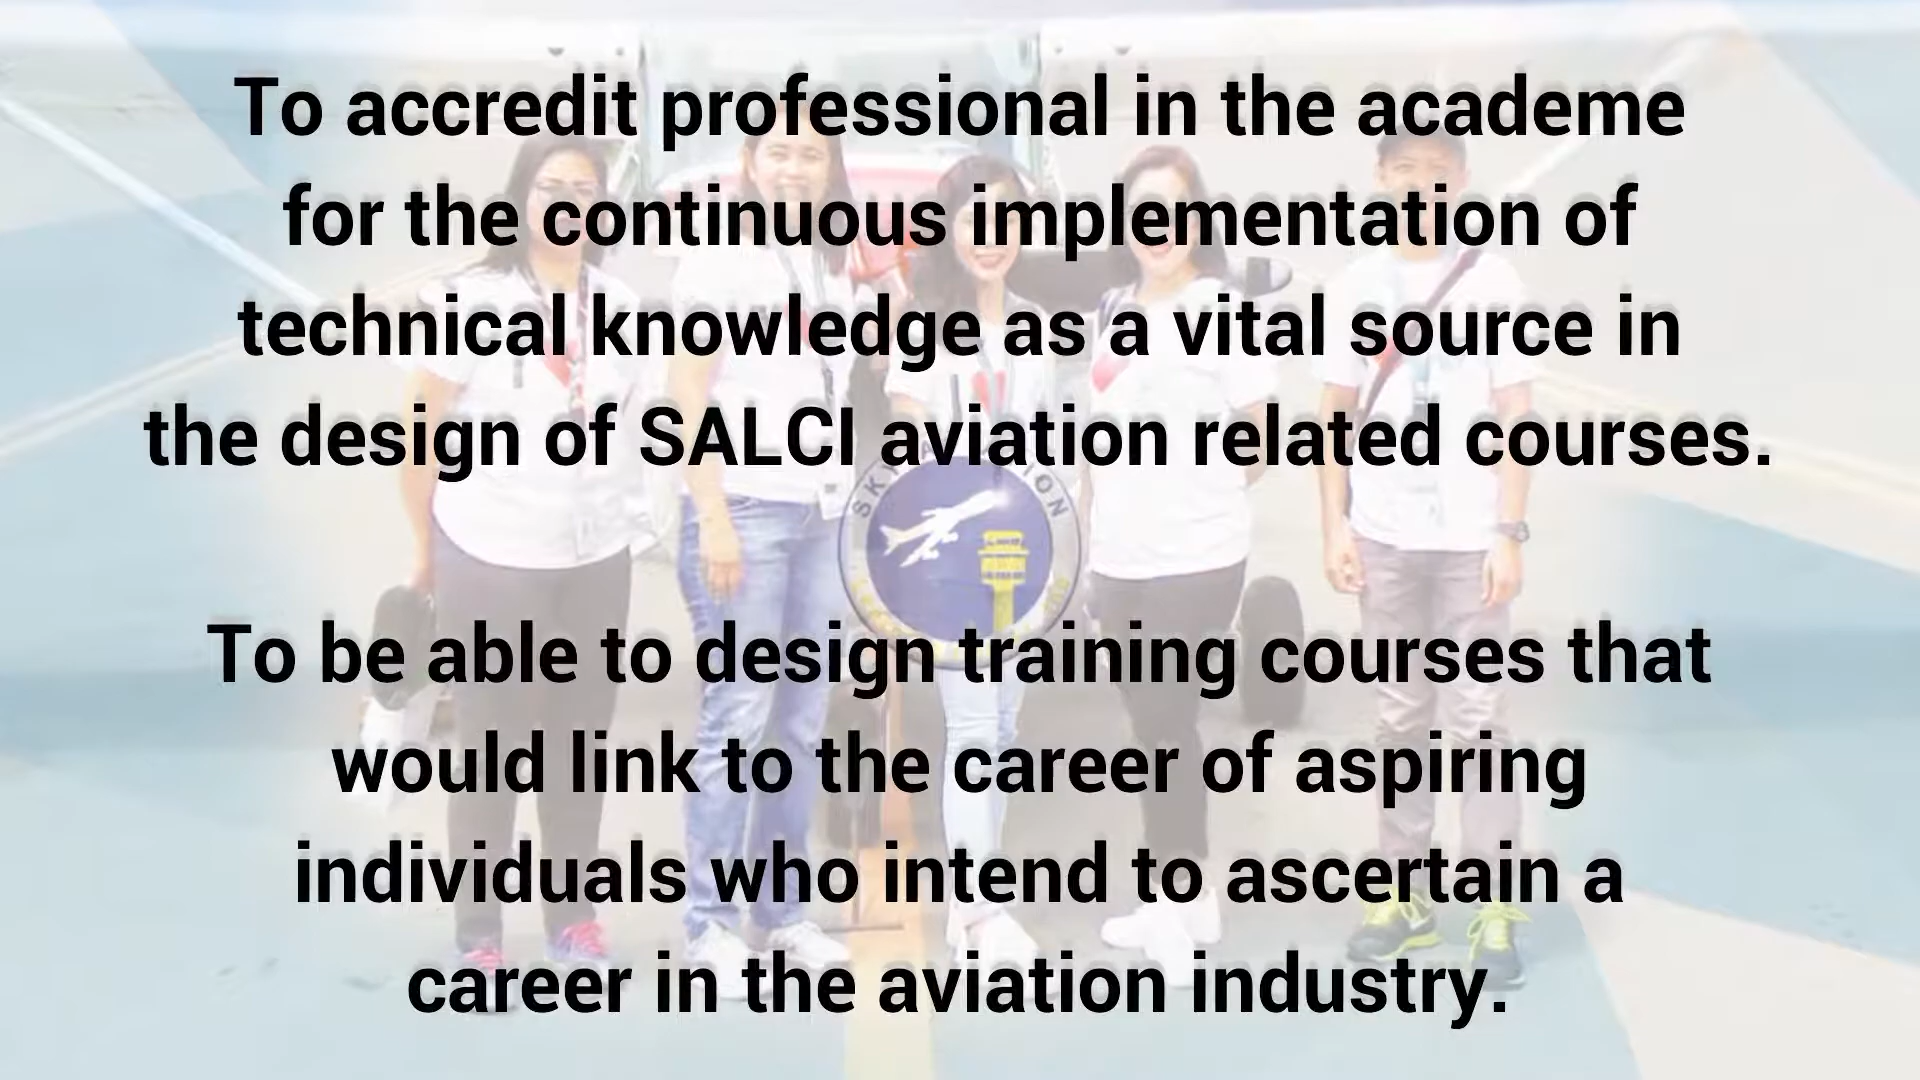 To accredit professional in the academe
for the continuous implementation of
technical knowledge as a vital source in
the design of SALCI aviation related courses.
To be able to design training courses that
would link to the career of aspiring
individuals who intend to ascertain a
career in the aviation industry.